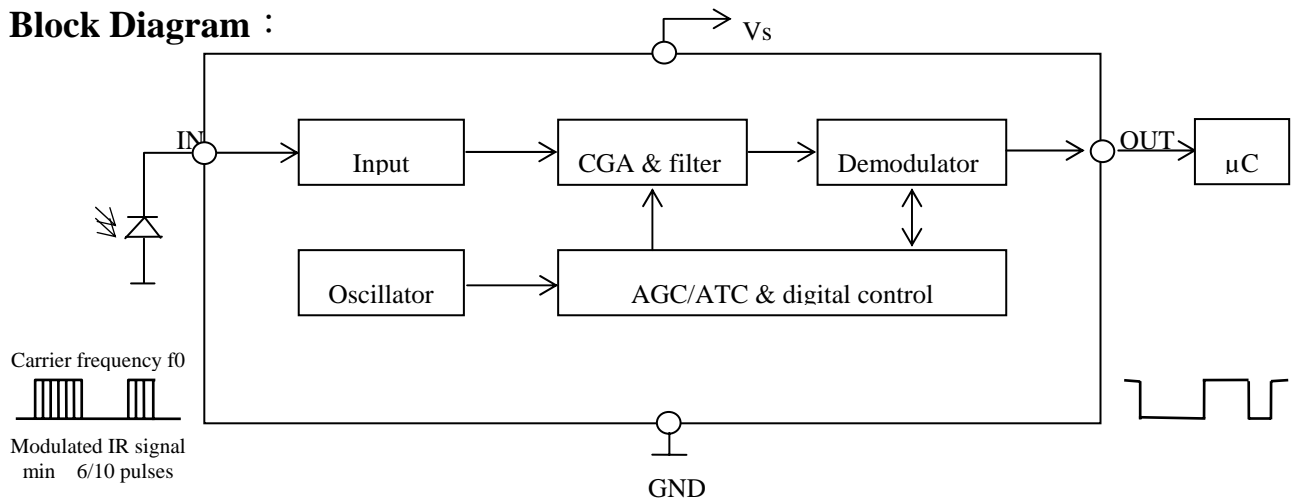 Block Diagram：
Vs
IN
Input
CGA & filter
Demodulator
OUT
µC
Oscillator
AGC/ATC & digital control
Carrier frequency f0
Modulated IR signal
min 6/10 pulses
GND